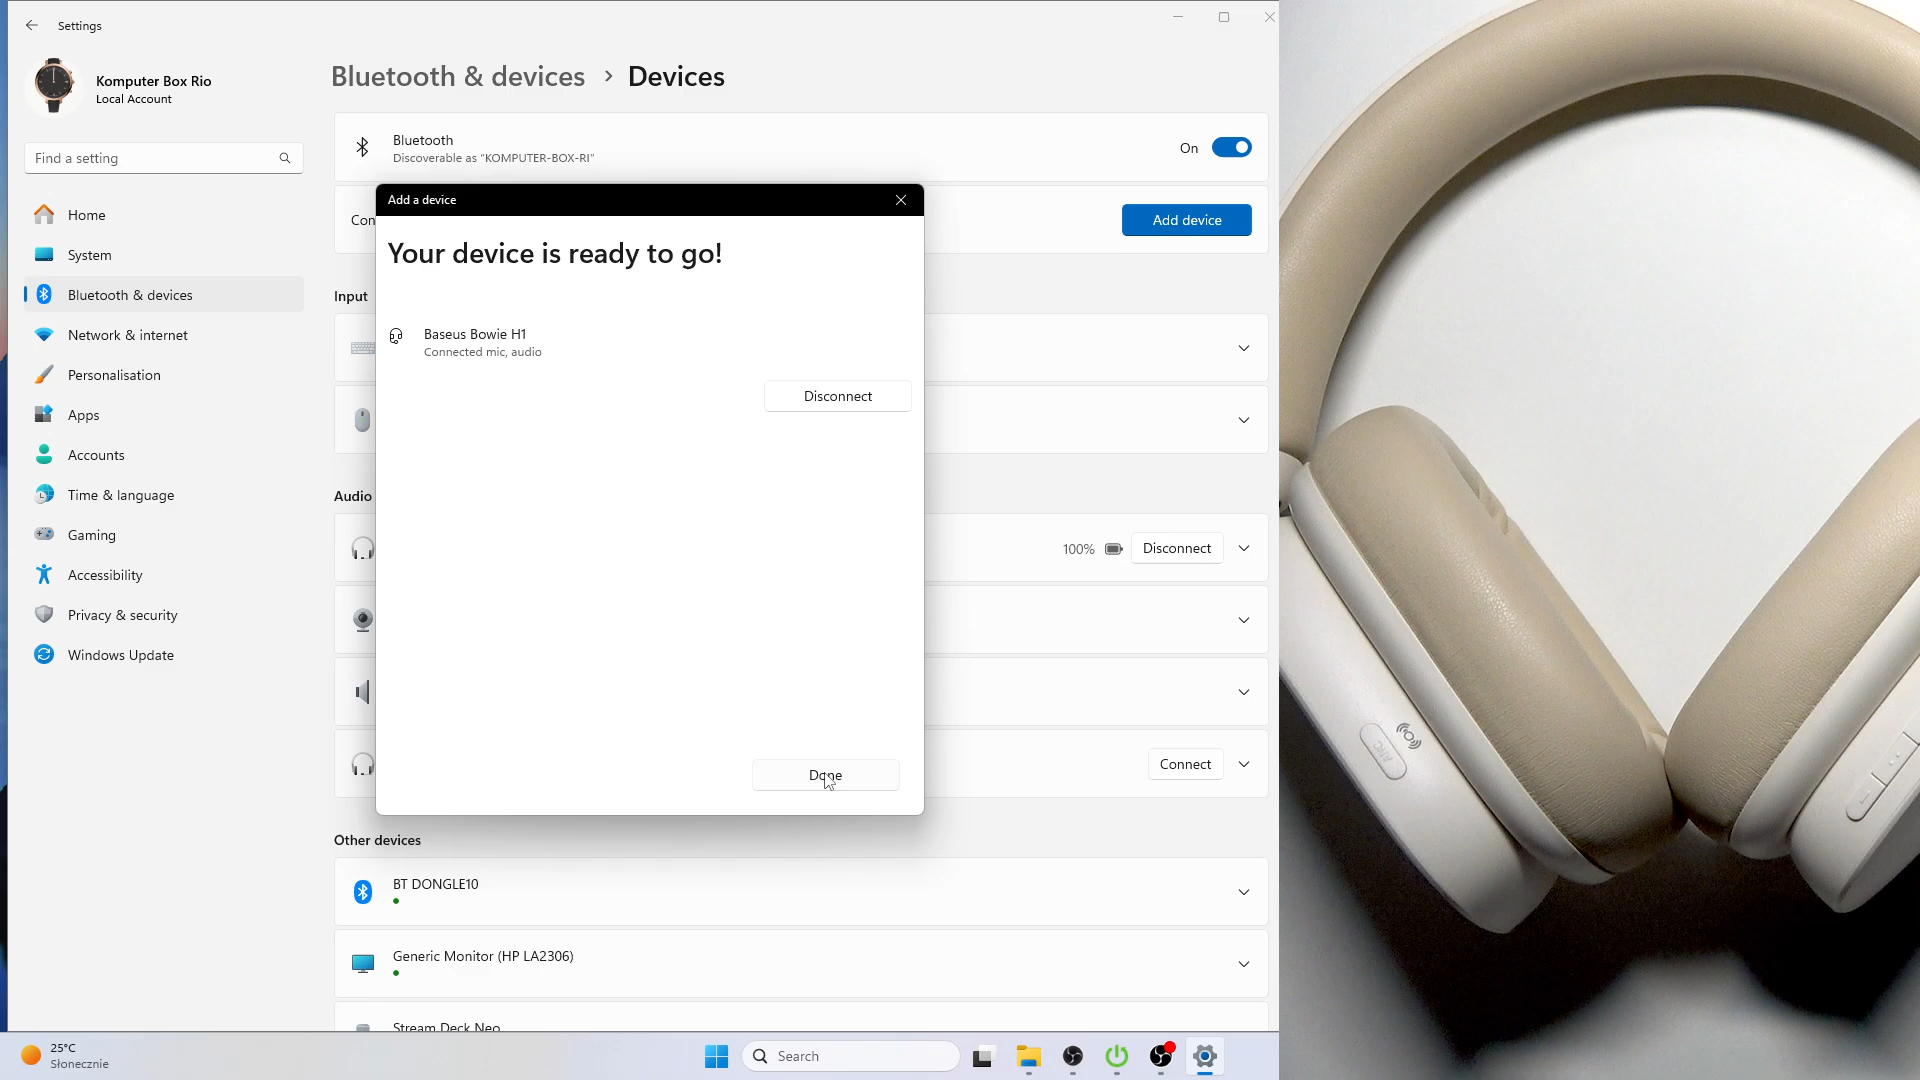 Settings
Komputer Box Rio
Local Account
Find a setting
Home
System
Bluetooth & devices
Network & internet
Personalisation
Apps
Accounts
Time & language
Gaming
Accessibility
Privacy & security
Windows Update
Bluetooth & devices > Devices
Bluetooth
Discoverable as "KOMPUTER-BOX-RI"
On
Con
Add device
Add a device
Your device is ready to go!
Baseus Bowie H1
Connected mic, audio
Disconnect
Done
Input
Audio
100%
Disconnect
Connect
Other devices
BT DONGLE10
Generic Monitor (HP LA2306)
Stream Deck Neo
25°C
Słonecznie
Search
ANC